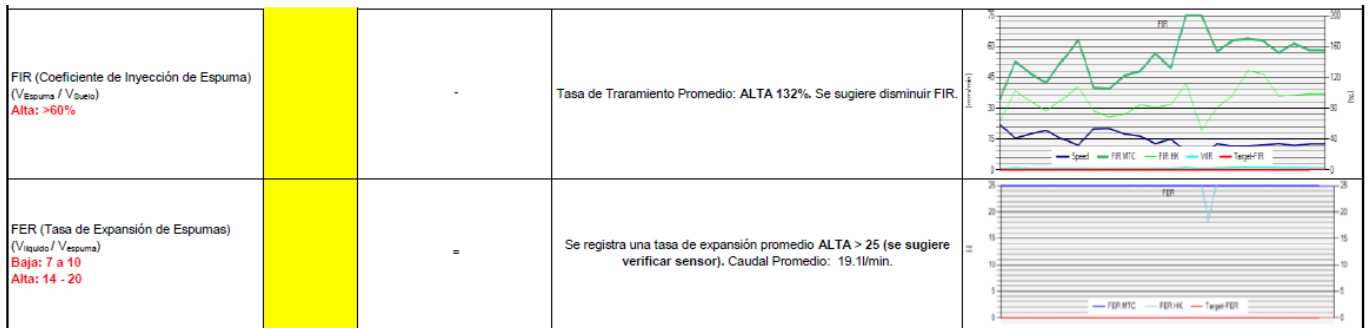 FIR (Coeficiente de Inyección de Espuma)
(VEspuma / VSuelo)
Alta: >60%
-
Tasa de Traramiento Promedio: ALTA 132%. Se sugiere disminuir FIR.
FIR
75
60
45
30
15
0
[mm/min]
200
160
120
80
40
0
[%]
Speed FIR MTC FIR HK WIR Target-FIR
FER (Tasa de Expansión de Espumas)
(Vliquido / Vespuma)
Baja: 7 a 10
Alta: 14 - 20
=
Se registra una tasa de expansión promedio ALTA > 25 (se sugiere
verificar sensor). Caudal Promedio: 19.1l/min.
FER
25
20
15
10
5
0
[-]
25
20
15
10
5
0
FER MTC FER HK Target-FER